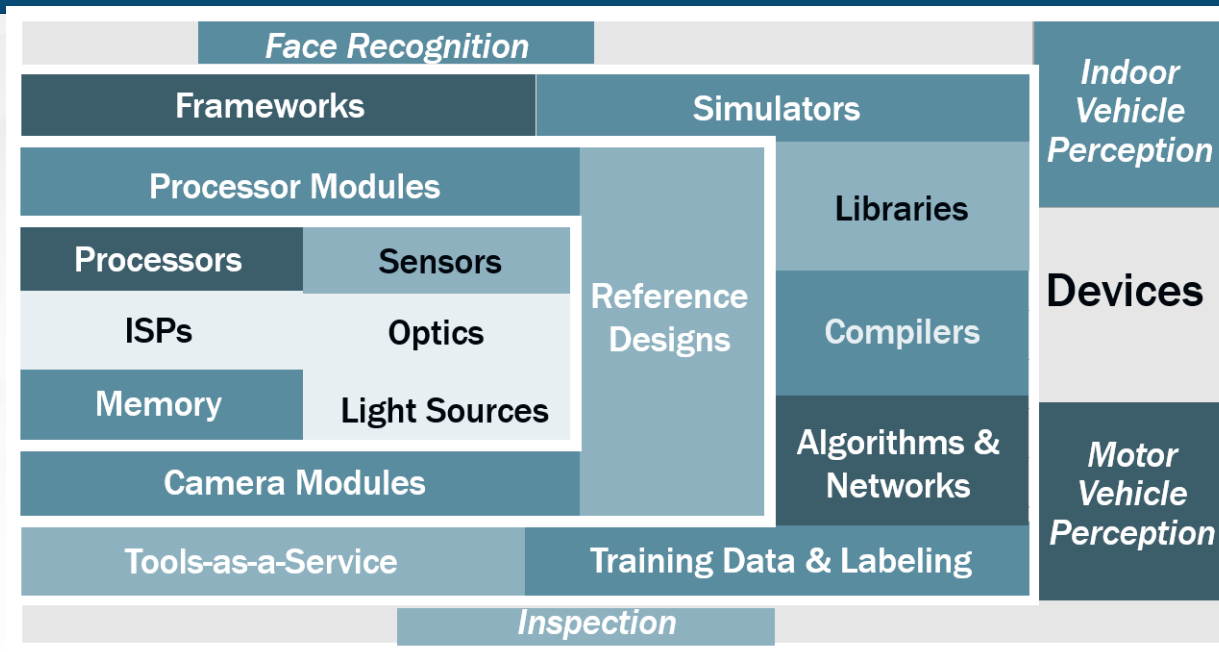 Face Recognition
Indoor
Vehicle
Perception
Frameworks
Simulators
Processor Modules
Libraries
Processors
Sensors
Reference
Designs
Devices
ISPs
Optics
Compilers
Memory
Light Sources
Algorithms &
Networks
Motor
Vehicle
Perception
Camera Modules
Tools-as-a-Service
Training Data & Labeling
Inspection